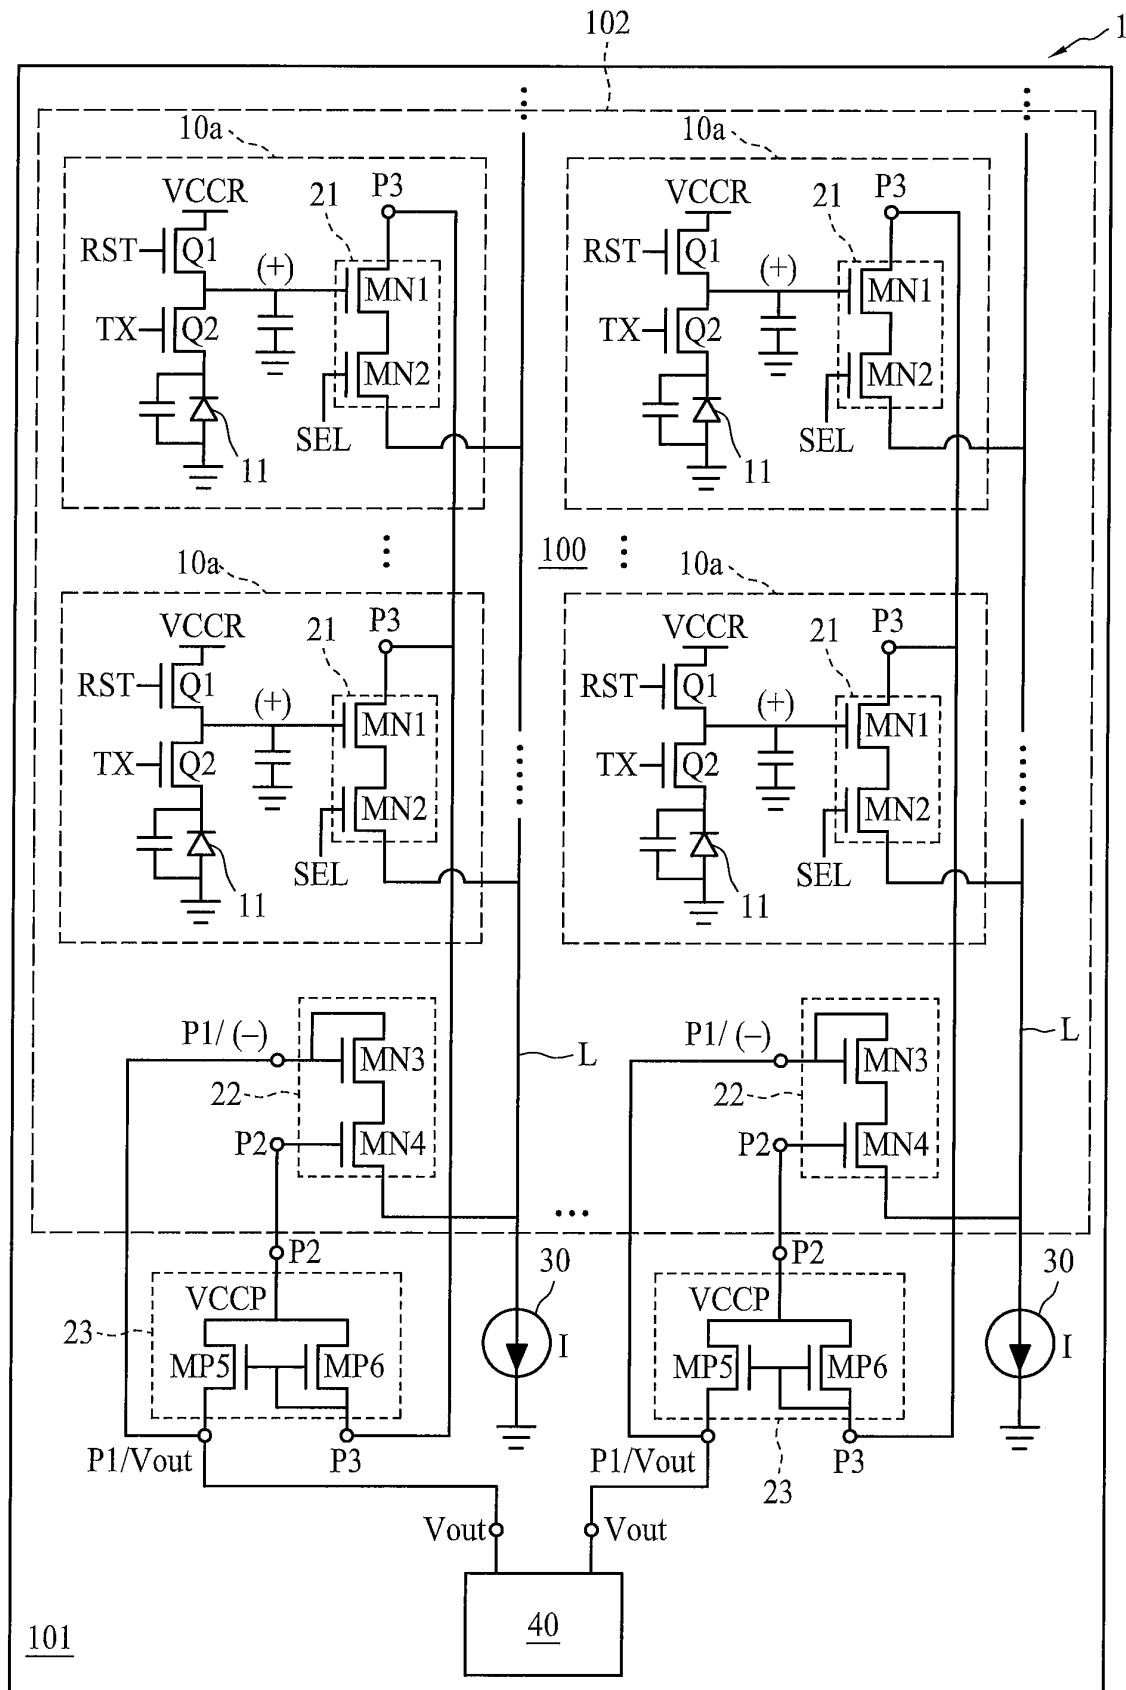 102
1
10a
10a
VCCR
21
P3
VCCR
21
P3
RST
Q1
(+)
MN1
RST
Q1
(+)
MN1
TX
Q2
MN2
TX
Q2
MN2
SEL
11
SEL
11
100
10a
10a
VCCR
21
P3
VCCR
21
P3
RST
Q1
(+)
MN1
RST
Q1
(+)
MN1
TX
Q2
MN2
TX
Q2
MN2
SEL
11
SEL
11
P1/ (–)
MN3
L
P1/ (–)
MN3
L
22
22
P2
MN4
P2
MN4
P2
30
P2
30
VCCP
VCCP
23
MP5
MP6
I
MP5
MP6
I
P1/Vout
P3
P1/Vout
P3
23
Vout
Vout
40
101